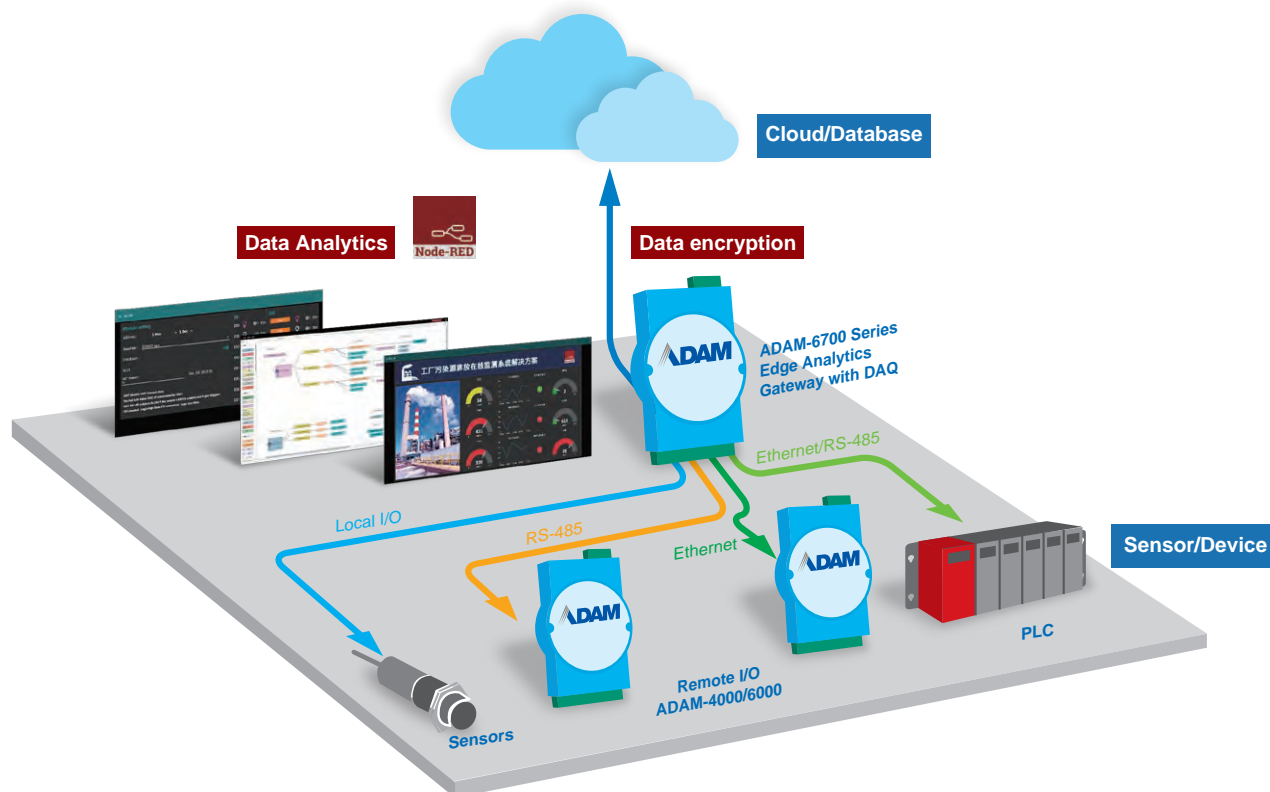 Cloud/Database
Data Analytics
Node-RED
Data encryption
ADAM
ADAM-6700 Series
Edge Analytics
Gateway with DAQ
工厂污染源排放在线监测系统解决方案
Ethernet/RS-485
Local I/O
RS-485
Ethernet
ADAM
ADAM
Sensor/Device
PLC
Remote I/O
ADAM-4000/6000
Sensors